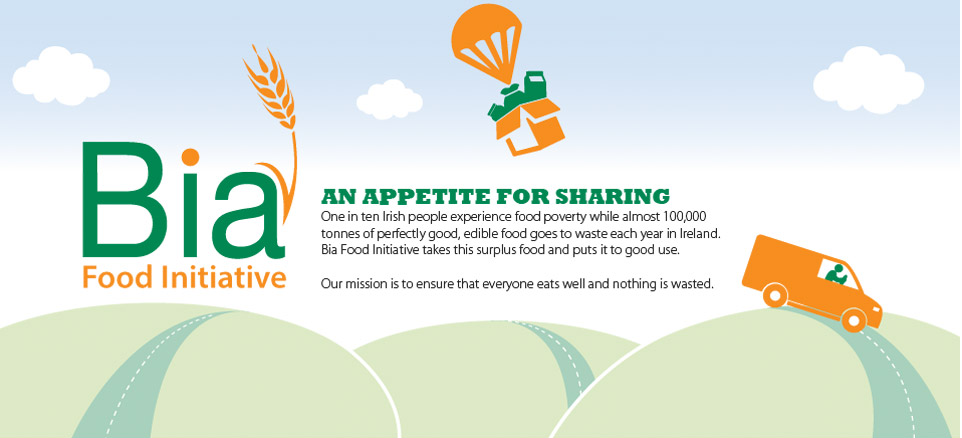 Bia
Food Initiative
AN APPETITE FOR SHARING
One in ten Irish people experience food poverty while almost 100,000
tonnes of perfectly good, edible food goes to waste each year in Ireland.
Bia Food Initiative takes this surplus food and puts it to good use.
Our mission is to ensure that everyone eats well and nothing is wasted.